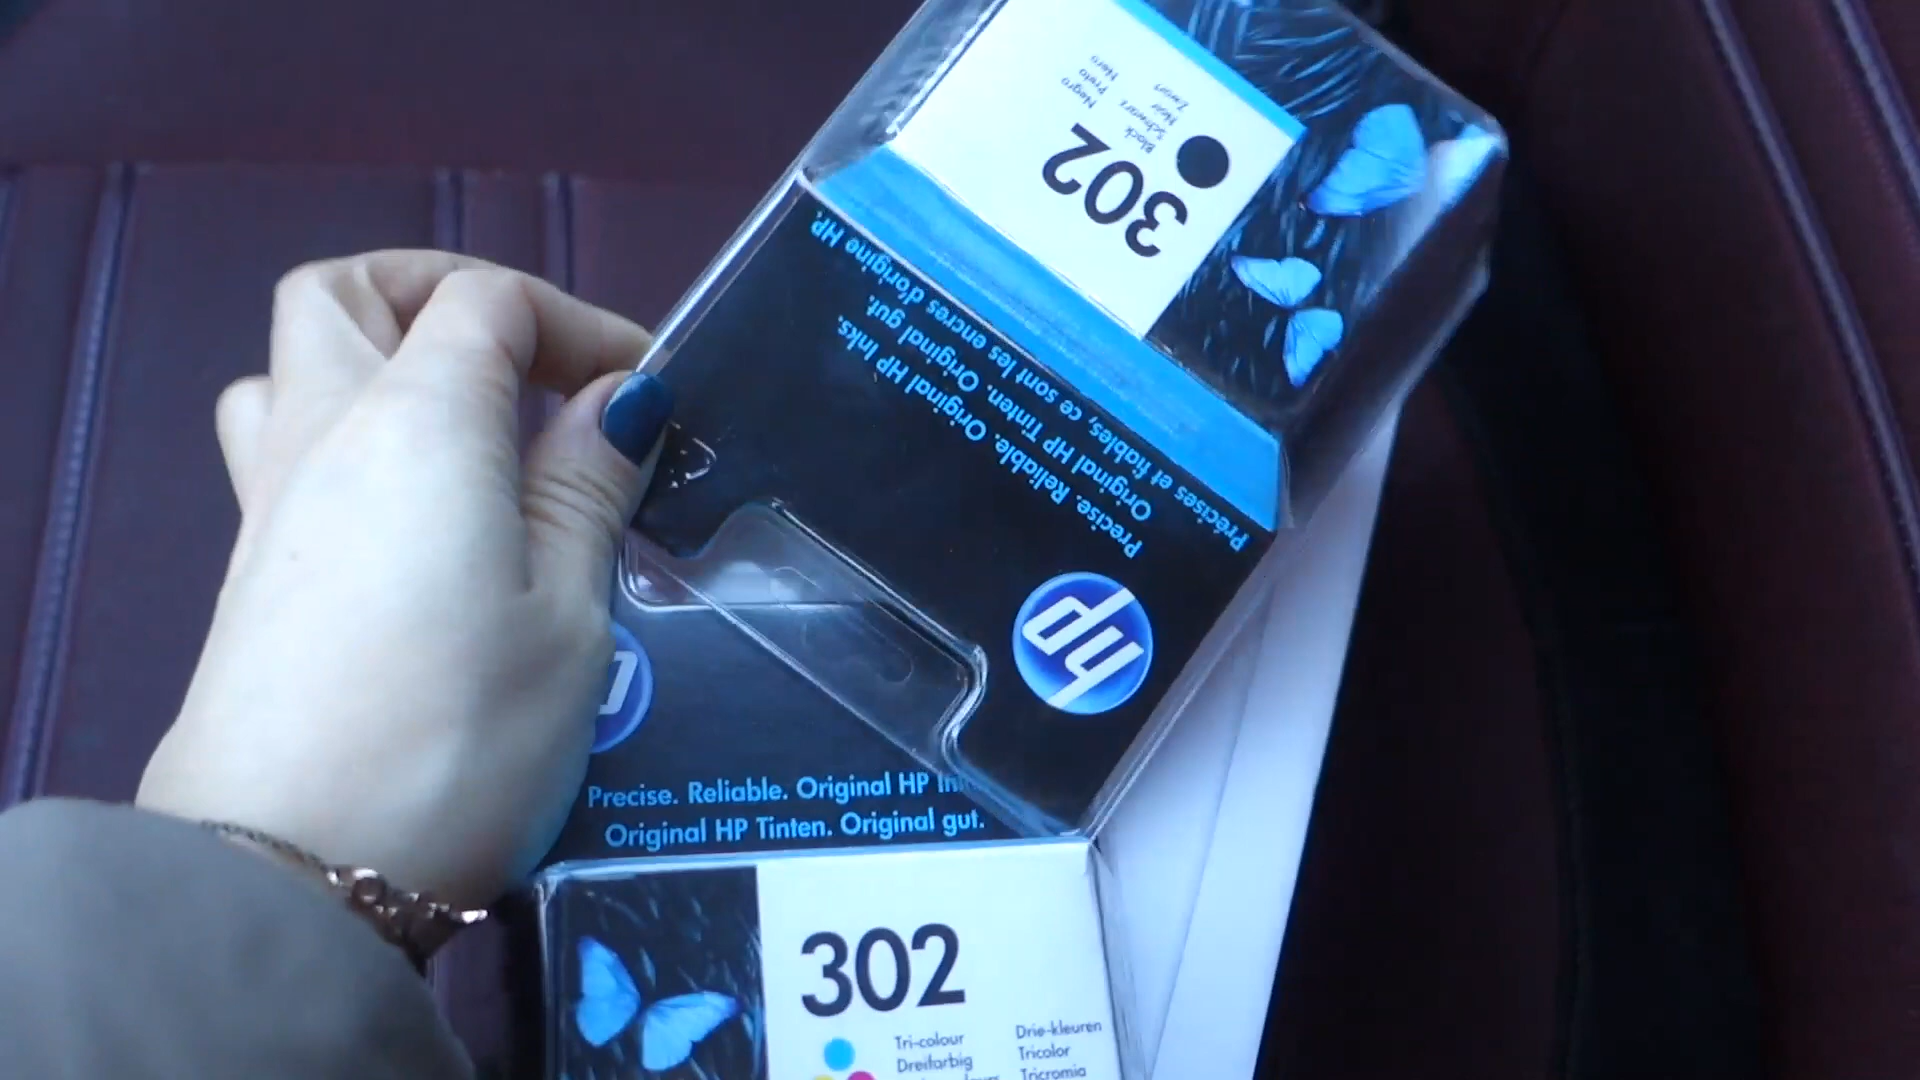 302
Black
Schwarz
Noir
Zwart
Negro
Preto
Nero
Précises et fiables, ce sont les encres d'origine HP.
Original HP Tinten. Original gut.
Precise. Reliable. Original HP Inks.
hp
Precise. Reliable. Original HP
Original HP Tinten. Original gut.
302
Tri-colour
Dreifarbig
Drie-kleuren
Tricolor
Tricromia